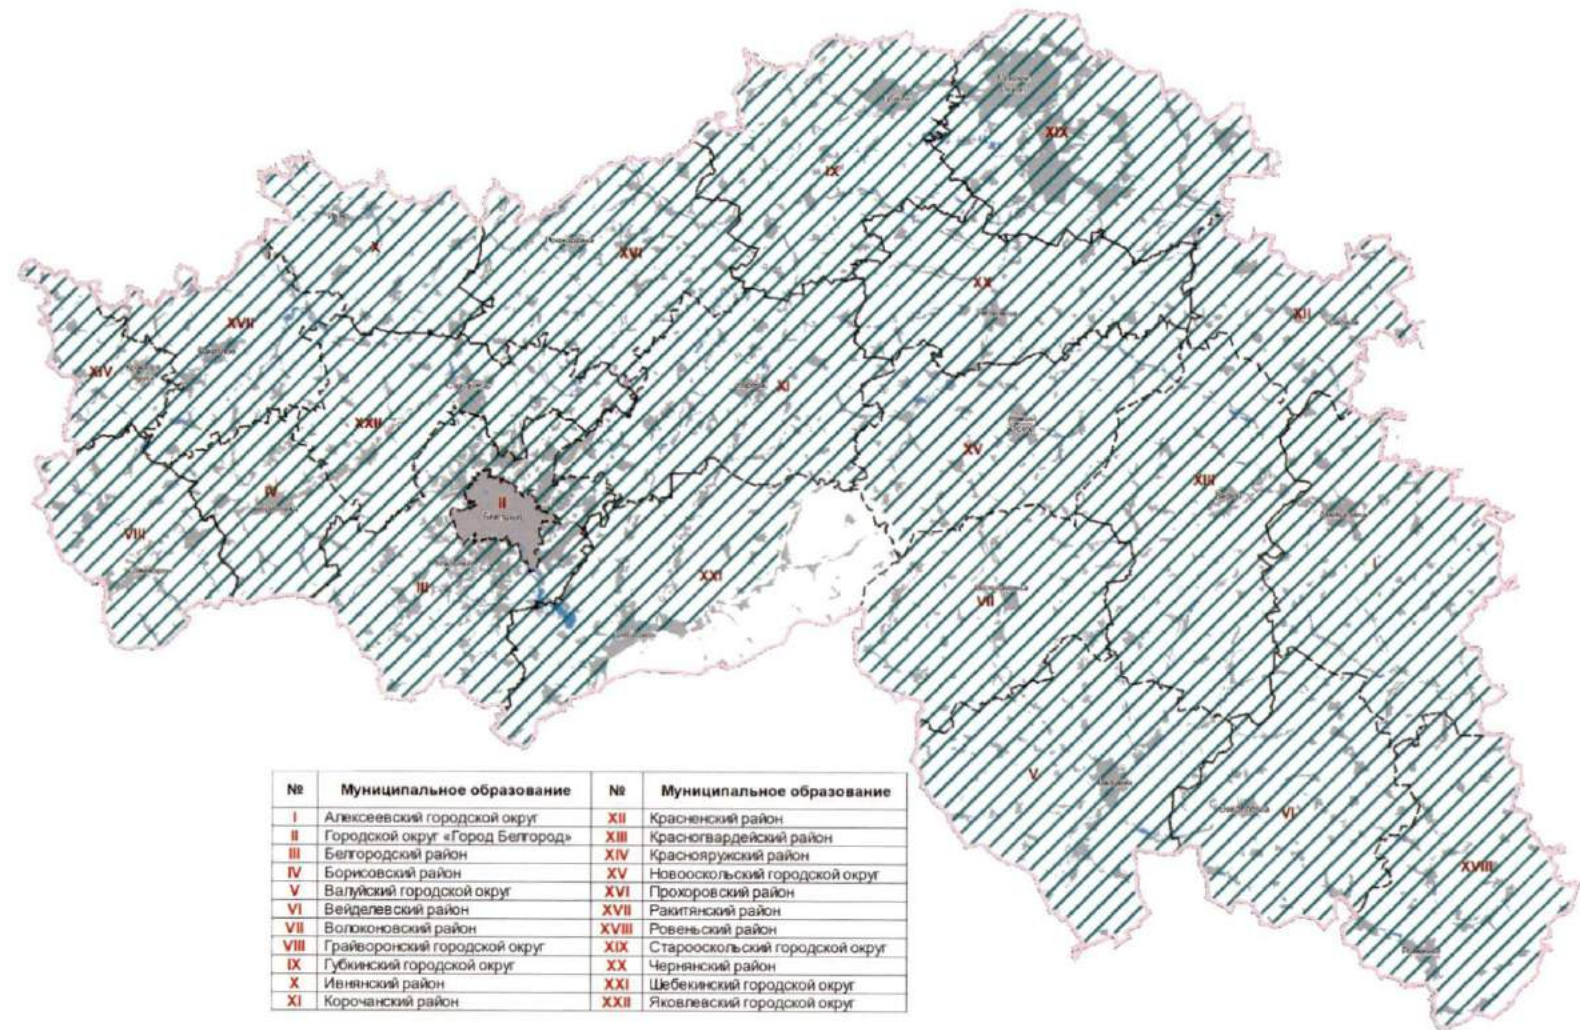 XIX
IX
X
XVI
XX
XVII
XII
XIV
XI
XXII
XV
XIII
IV
II
VIII
I
XXI
III
VII
V
VI
XVIII
№ Муниципальное образование № Муниципальное образование
I Алексеевский городской округ XII Красненский район
II Городской округ «Город Белгород» XIII Красногвардейский район
III Белгородский район XIV Краснояружский район
IV Борисовский район XV Новооскольский городской округ
V Валуйский городской округ XVI Прохоровский район
VI Вейделевский район XVII Ракитянский район
VII Волоконовский район XVIII Ровеньский район
VIII Грайворонский городской округ XIX Старооскольский городской округ
IX Губкинский городской округ XX Чернянский район
X Ивнянский район XXI Шебекинский городской округ
XI Корочанский район XXII Яковлевский городской округ